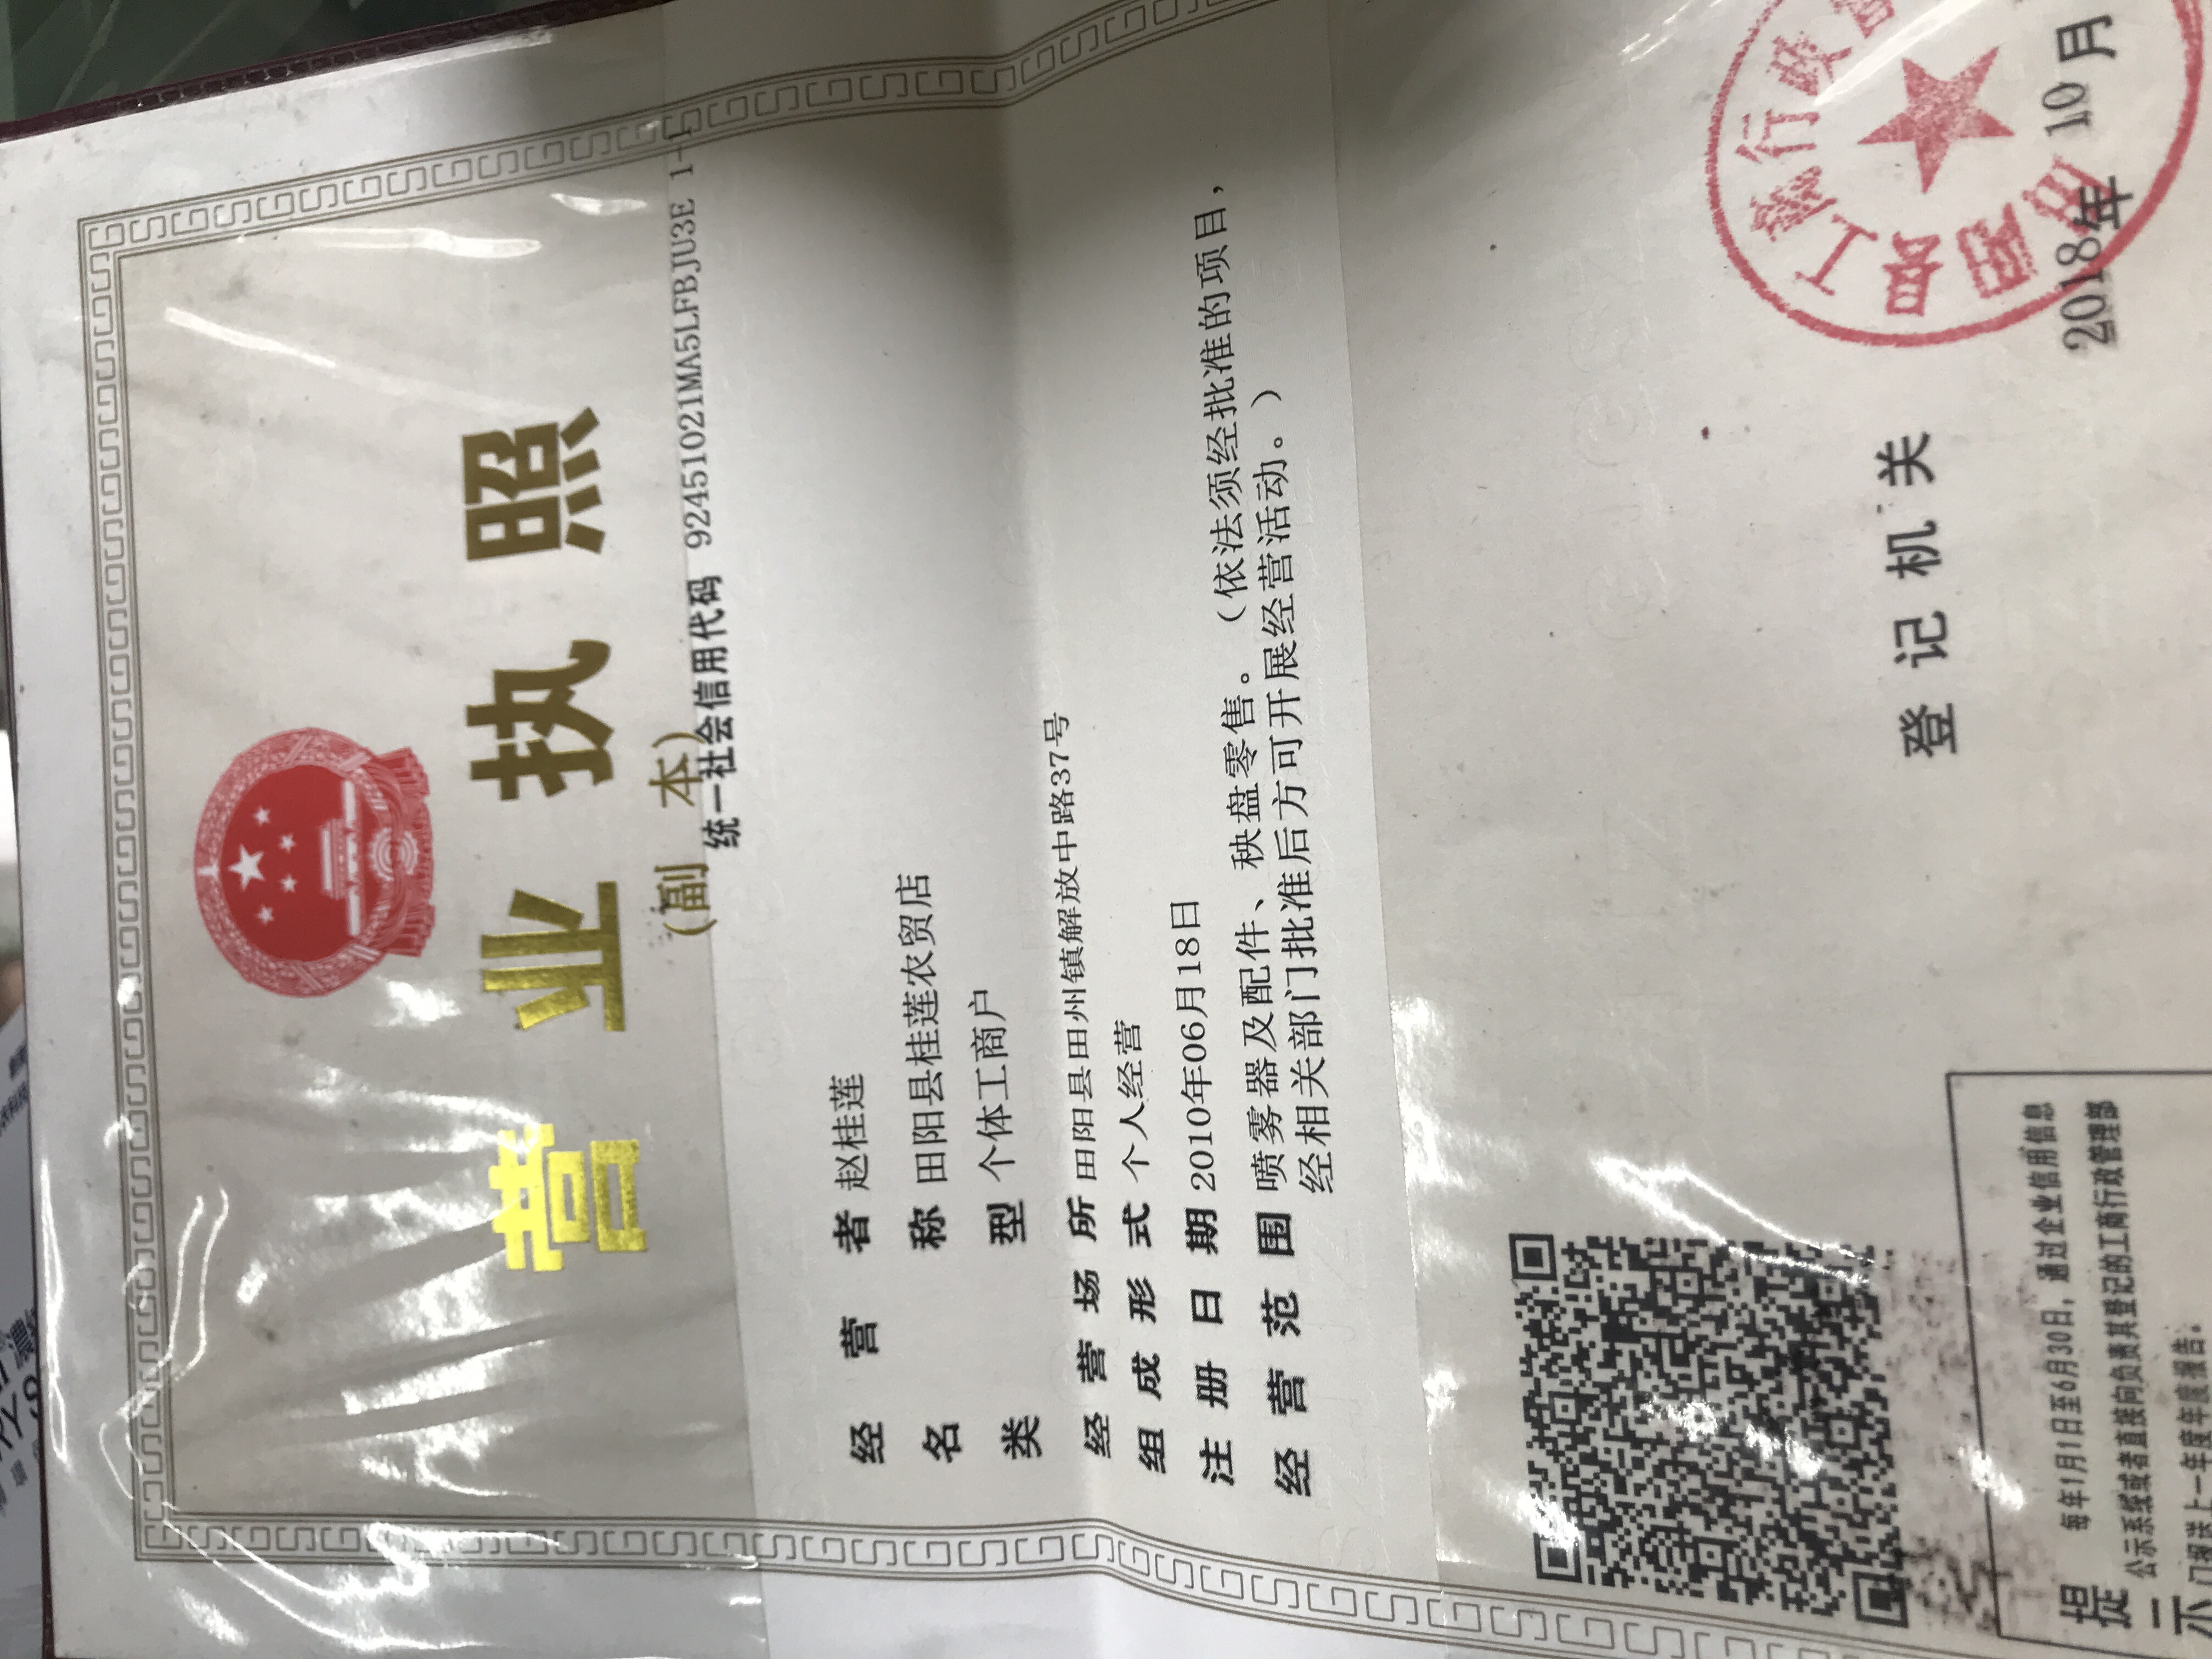 营业执照
(副 本)
统一社会信用代码 92451021MA5LFBJU3E 1-1
经营者 赵桂莲
名称 田阳县桂莲农贸店
类型 个体工商户
经营场所 田阳县田州镇解放中路37号
组成形式 个人经营
注册日期 2010年06月18日
经营范围 喷雾器及配件、秧盘零售。（依法须经批准的项目，
经相关部门批准后方可开展经营活动。）
登记机关
田阳县工商行政管
2018年 10月
提示
每年1月1日至6月30日，通过企业信用信息
公示系统或者直接向负责其登记的工商行政管理部
门报送上一年度年度报告。